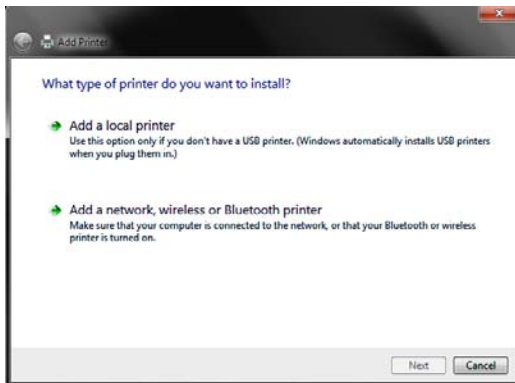 Add Printer
What type of printer do you want to install?
Add a local printer
Use this option only if you don't have a USB printer. (Windows automatically installs USB printers
when you plug them in.)
Add a network, wireless or Bluetooth printer
Make sure that your computer is connected to the network, or that your Bluetooth or wireless
printer is turned on.
Next
Cancel